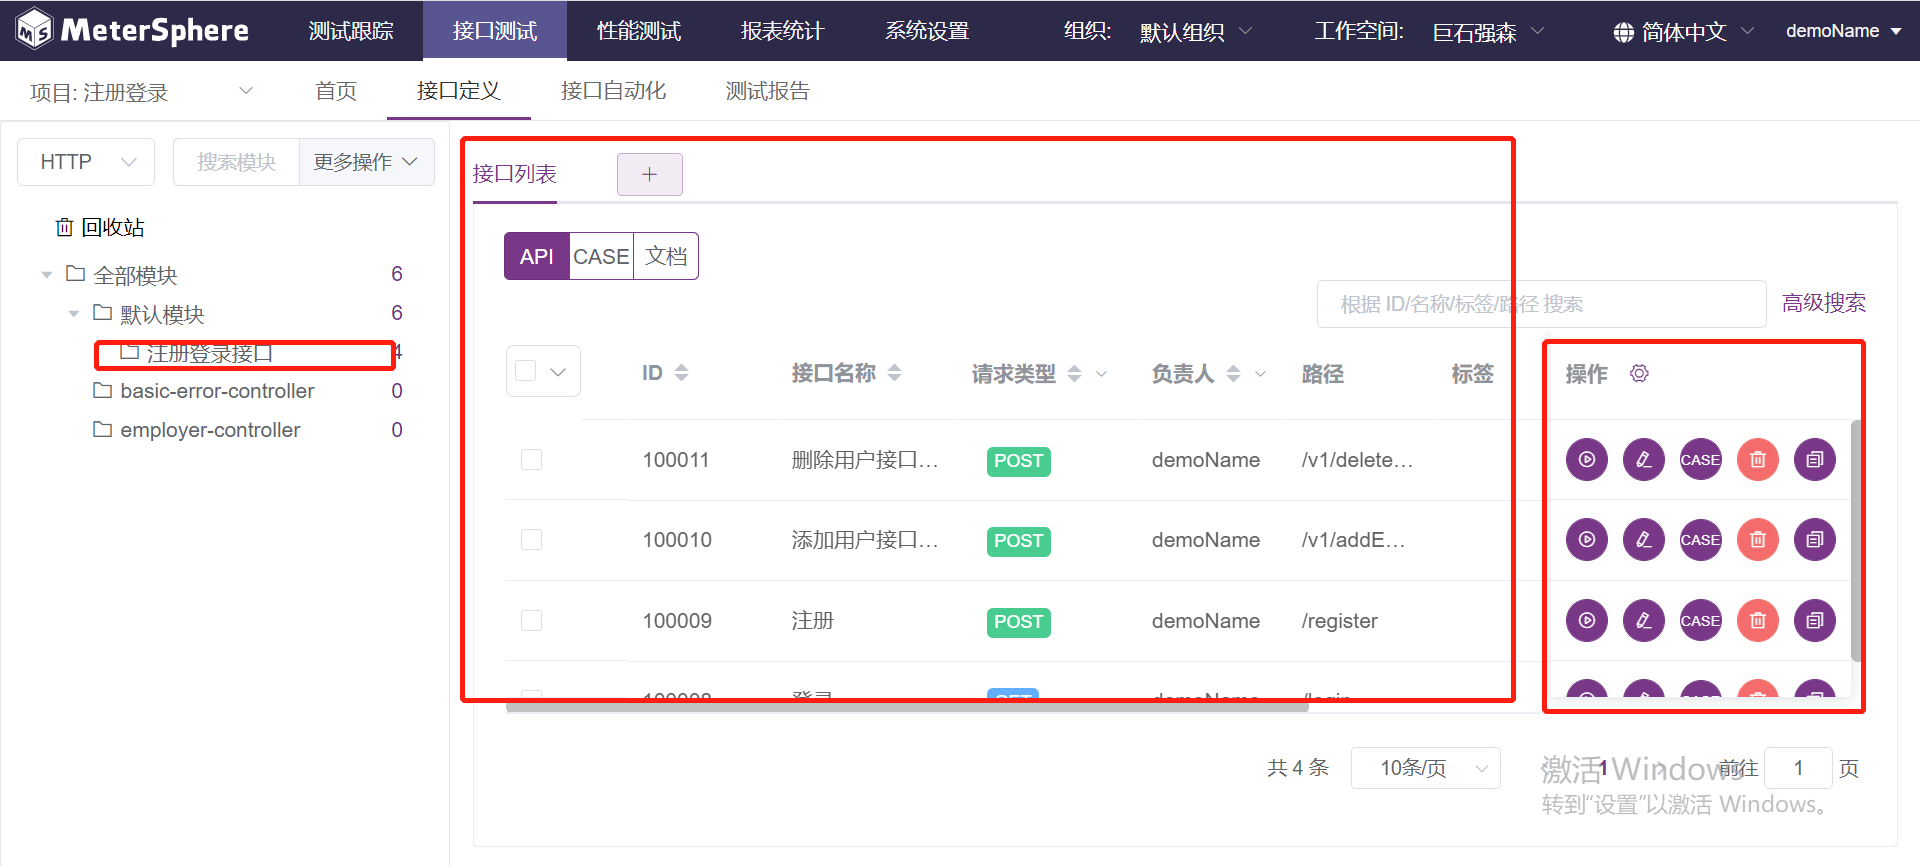 MeterSphere 测试跟踪 接口测试 性能测试 报表统计 系统设置 组织: 默认组织 工作空间: 巨石强森 简体中文 demoName
项目: 注册登录 首页 接口定义 接口自动化 测试报告
HTTP 搜索模块 更多操作
回收站
全部模块 6
默认模块 6
注册登录接口 4
basic-error-controller 0
employer-controller 0
接口列表 +
API CASE 文档
根据 ID/名称/标签/路径 搜索 高级搜索
ID 接口名称 请求类型 负责人 路径 标签 操作
100011 删除用户接口... POST demoName /v1/delete... CASE
100010 添加用户接口... POST demoName /v1/addE... CASE
100009 注册 POST demoName /register CASE
100008 登录 GET demoName /login CASE
共 4 条 10条/页 1 前往 1 页
激活 Windows
转到“设置”以激活 Windows。